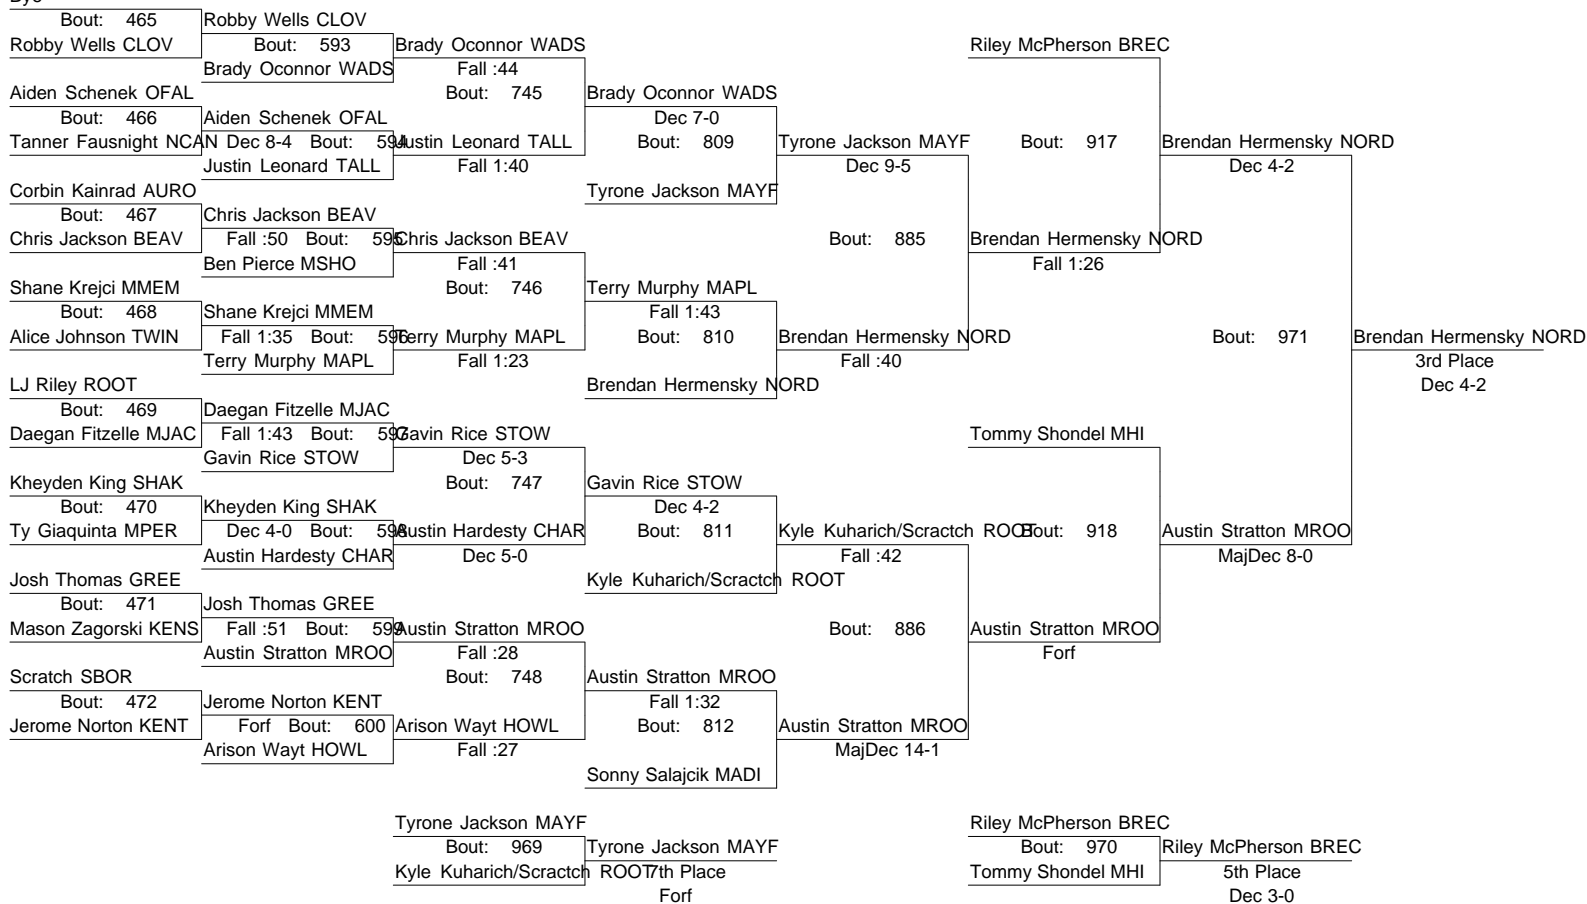 Bout: 465
Robby Wells CLOV
Robby Wells CLOV
Bout: 593
Brady Oconnor WADS
Brady Oconnor WADS
Fall :44
Riley McPherson BREC
Aiden Schenek OFAL
Bout: 466
Tanner Fausnight NCAN
Aiden Schenek OFAL
Dec 8-4 Bout: 594
Justin Leonard TALL
Justin Leonard TALL
Fall 1:40
Bout: 745
Brady Oconnor WADS
Dec 7-0
Bout: 809
Tyrone Jackson MAYF
Tyrone Jackson MAYF
Dec 9-5
Bout: 917
Brendan Hermensky NORD
Dec 4-2
Corbin Kainrad AURO
Bout: 467
Chris Jackson BEAV
Chris Jackson BEAV
Fall :50 Bout: 595
Ben Pierce MSHO
Chris Jackson BEAV
Fall :41
Bout: 885
Brendan Hermensky NORD
Fall 1:26
Shane Krejci MMEM
Bout: 468
Alice Johnson TWIN
Shane Krejci MMEM
Fall 1:35 Bout: 596
Terry Murphy MAPL
Terry Murphy MAPL
Fall 1:23
Bout: 746
Terry Murphy MAPL
Fall 1:43
Bout: 810
Brendan Hermensky NORD
Brendan Hermensky NORD
Fall :40
Bout: 971
Brendan Hermensky NORD
3rd Place
Dec 4-2
LJ Riley ROOT
Bout: 469
Daegan Fitzelle MJAC
Daegan Fitzelle MJAC
Fall 1:43 Bout: 597
Gavin Rice STOW
Gavin Rice STOW
Dec 5-3
Tommy Shondel MHI
Kheyden King SHAK
Bout: 470
Ty Giaquinta MPER
Kheyden King SHAK
Dec 4-0 Bout: 598
Austin Hardesty CHAR
Austin Hardesty CHAR
Dec 5-0
Bout: 747
Gavin Rice STOW
Dec 4-2
Bout: 811
Kyle Kuharich/Scractch ROOT
Kyle Kuharich/Scractch ROOT
Fall :42
Bout: 918
Austin Stratton MROO
MajDec 8-0
Josh Thomas GREE
Bout: 471
Mason Zagorski KENS
Josh Thomas GREE
Fall :51 Bout: 599
Austin Stratton MROO
Austin Stratton MROO
Fall :28
Bout: 886
Austin Stratton MROO
Forf
Scratch SBOR
Bout: 472
Jerome Norton KENT
Jerome Norton KENT
Forf Bout: 600
Arison Wayt HOWL
Arison Wayt HOWL
Fall :27
Bout: 748
Austin Stratton MROO
Fall 1:32
Bout: 812
Sonny Salajcik MADI
Austin Stratton MROO
MajDec 14-1
Tyrone Jackson MAYF
Bout: 969
Kyle Kuharich/Scractch ROOT
Tyrone Jackson MAYF
7th Place
Forf
Riley McPherson BREC
Bout: 970
Tommy Shondel MHI
Riley McPherson BREC
5th Place
Dec 3-0